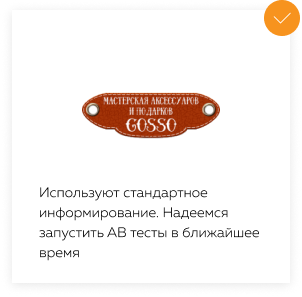 МАСТЕРСКАЯ АКСЕССУАРОВ
И ПОДАРКОВ
GOSSO
Используют стандартное
информирование. Надеемся
запустить АВ тесты в ближайшее
время